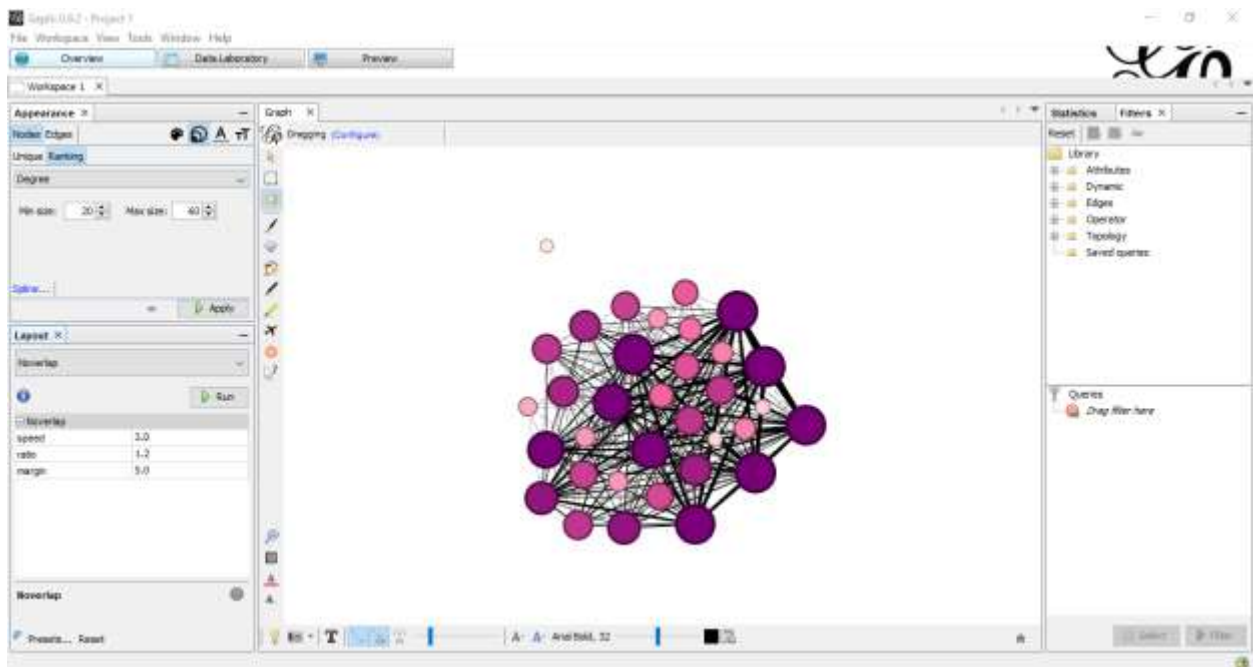 Gephi 0.9.2 - Project 1
File Workspace View Tools Window Help
Overview Data Laboratory Preview
Workspace 1
Appearance
Nodes Edges
Unique Ranking
Degree
Min size: 20 Max size: 60
Spline...
Apply
Layout
Noverlap
Run
Noverlap
speed 3.0
ratio 1.2
margin 5.0
Noverlap
Presets... Reset
Graph
Dragging (Configure)
T A- A- Arial Bold, 32
Statistics Filters
Reset
Library
Attributes
Dynamic
Edges
Operator
Topology
Saved queries
Queries
Drag filter here
Select Filter